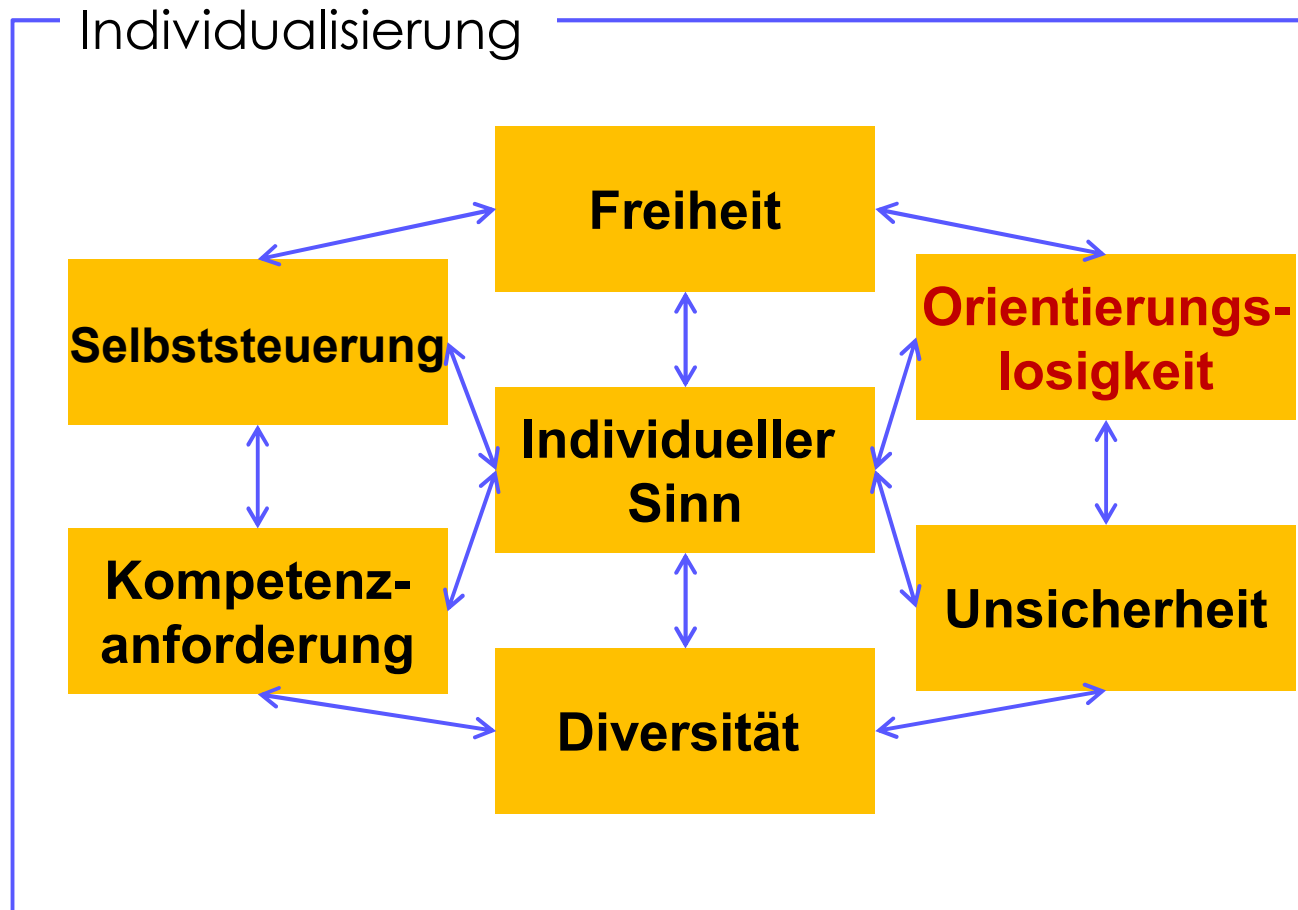 Individualisierung
Freiheit
Orientierungs-
losigkeit
Selbststeuerung
Individueller
Sinn
Kompetenz-
anforderung
Unsicherheit
Diversität